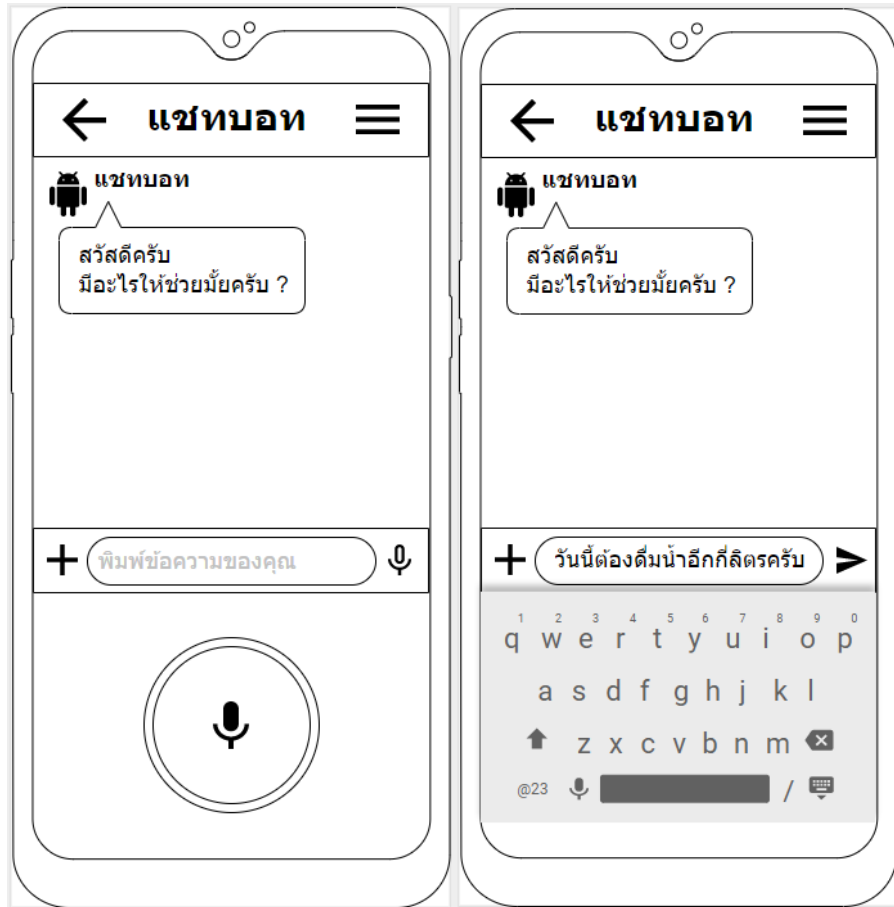 แชทบอท
แชทบอท
สวัสดีครับ
มีอะไรให้ช่วยมั้ยครับ ?
พิมพ์ข้อความของคุณ
แชทบอท
แชทบอท
สวัสดีครับ
มีอะไรให้ช่วยมั้ยครับ ?
วันนี้ต้องดื่มน้ำอีกกี่ลิตรครับ
1 2 3 4 5 6 7 8 9 0
q w e r t y u i o p
a s d f g h j k l
z x c v b n m
@23 /